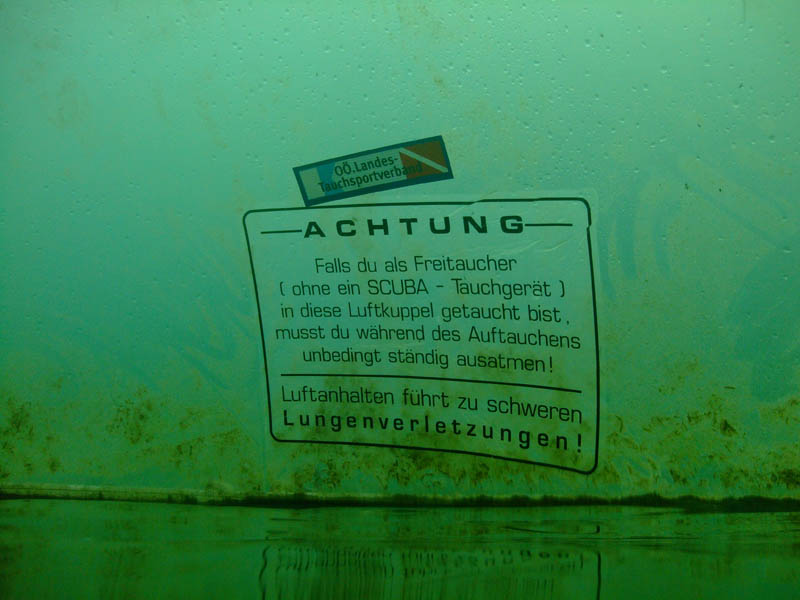 OÖ.Landes-
Tauchsportverband
ACHTUNG
Falls du als Freitaucher
( ohne ein SCUBA - Tauchgerät )
in diese Luftkuppel getaucht bist,
musst du während des Auftauchens
unbedingt ständig ausatmen!
Luftanhalten führt zu schweren
Lungenverletzungen!